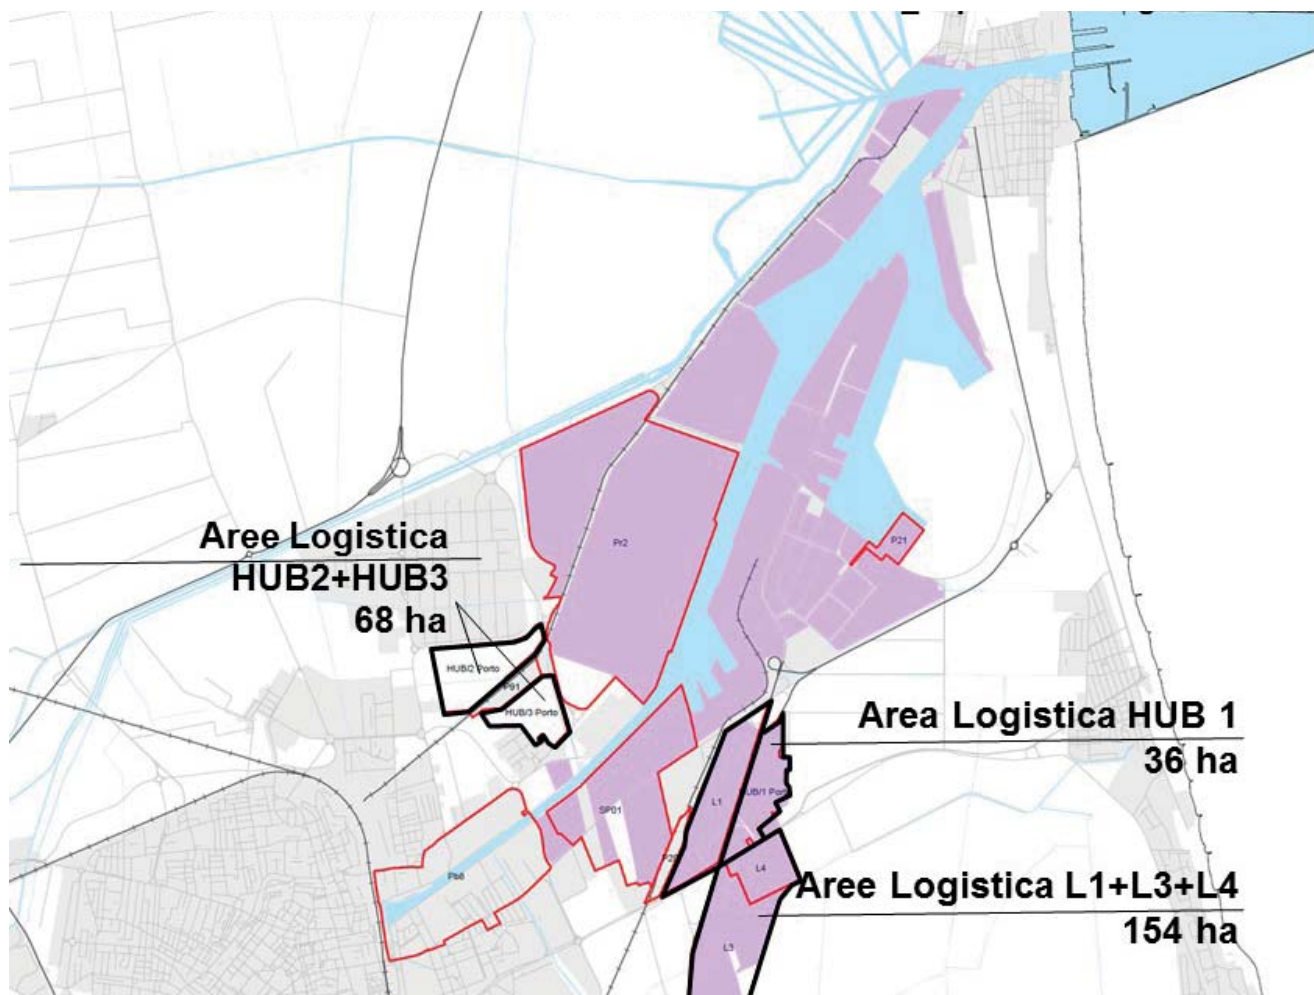 Pr2
P21
Aree Logistica
HUB2+HUB3
68 ha
HUB/2 Porto
P91
HUB/3 Porto
Area Logistica HUB 1
36 ha
L1
SP01
L4
Pb8
Aree Logistica L1+L3+L4
154 ha
L3